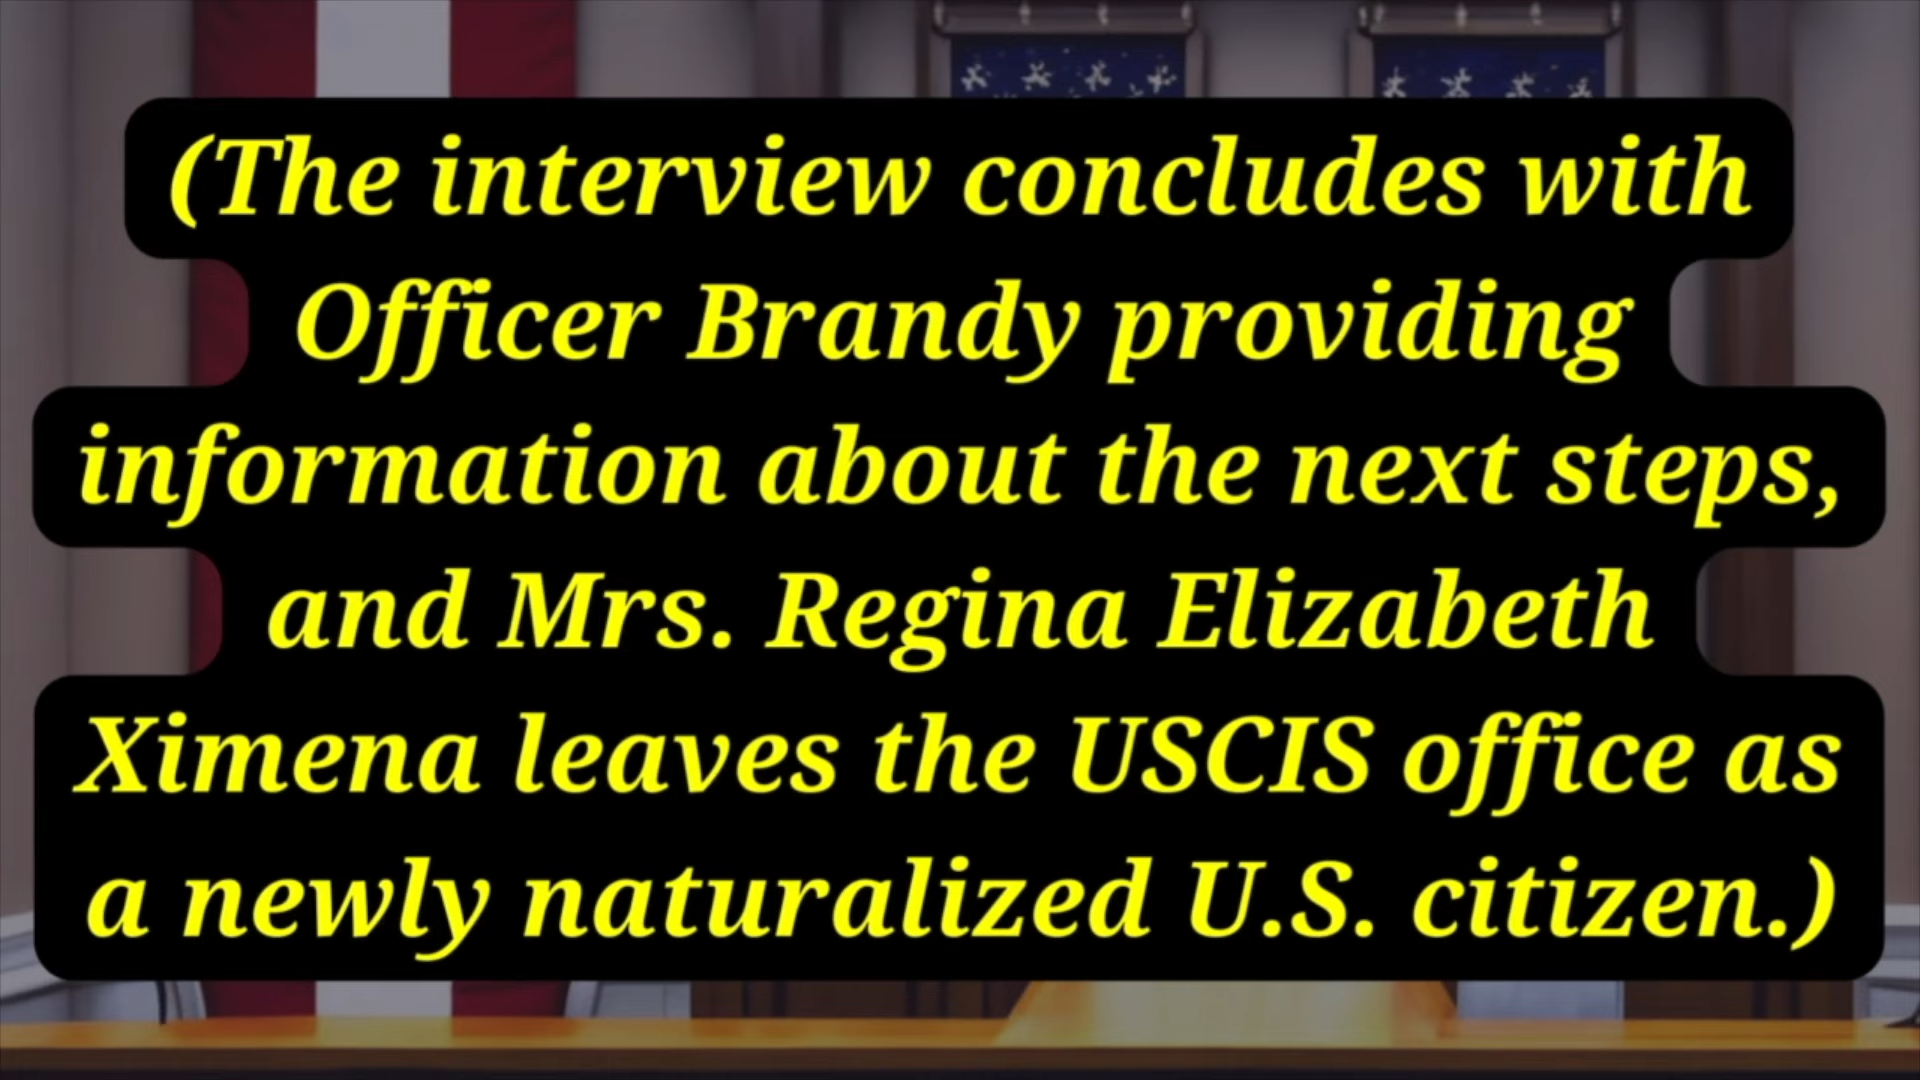 (The interview concludes with
Officer Brandy providing
information about the next steps,
and Mrs. Regina Elizabeth
Ximena leaves the USCIS office as
a newly naturalized U.S. citizen.)